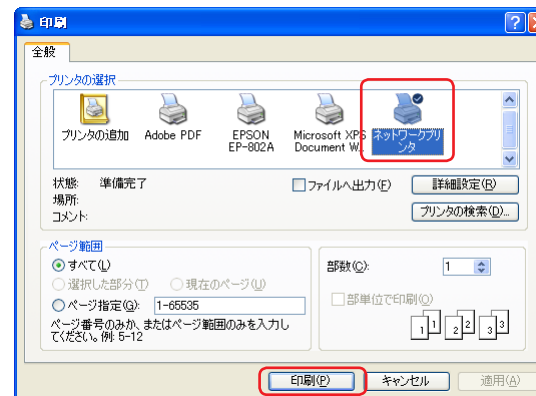 印刷
全般
プリンタの選択
プリンタの追加
Adobe PDF
EPSON
EP-802A
Microsoft XPS
Document W...
ネットワークプリ
ンタ
状態: 準備完了
場所:
コメント:
ファイルへ出力(F)
詳細設定(R)
プリンタの検索(D)...
ページ範囲
すべて(L)
選択した部分(T) 現在のページ(U)
ページ指定(G): 1-65535
ページ番号のみか、またはページ範囲のみを入力し
てください。例: 5-12
部数(C): 1
部単位で印刷(O)
1 1 2 2 3 3
印刷(P) キャンセル 適用(A)